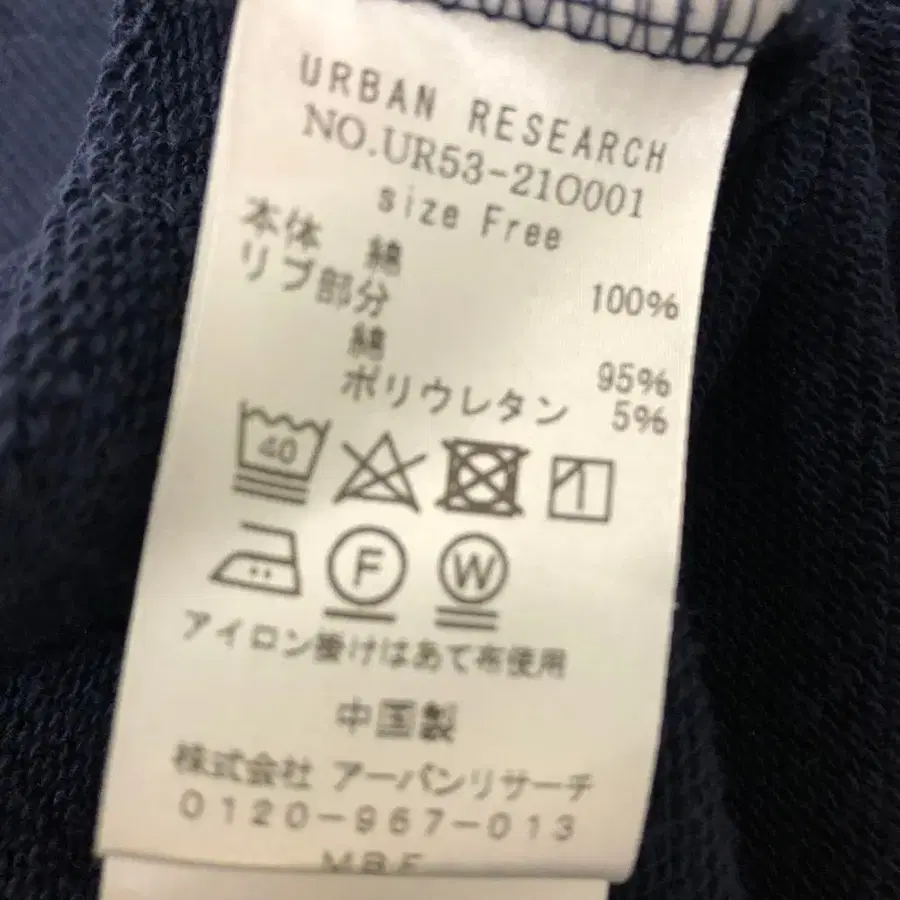 URBAN RESEARCH
NO.UR53-210001
size Free
本体 綿 100%
リブ部分
綿 95%
ポリウレタン 5%
40
F W
アイロン掛けはあて布使用
中国製
株式会社 アーバンリサーチ
0120-967-013